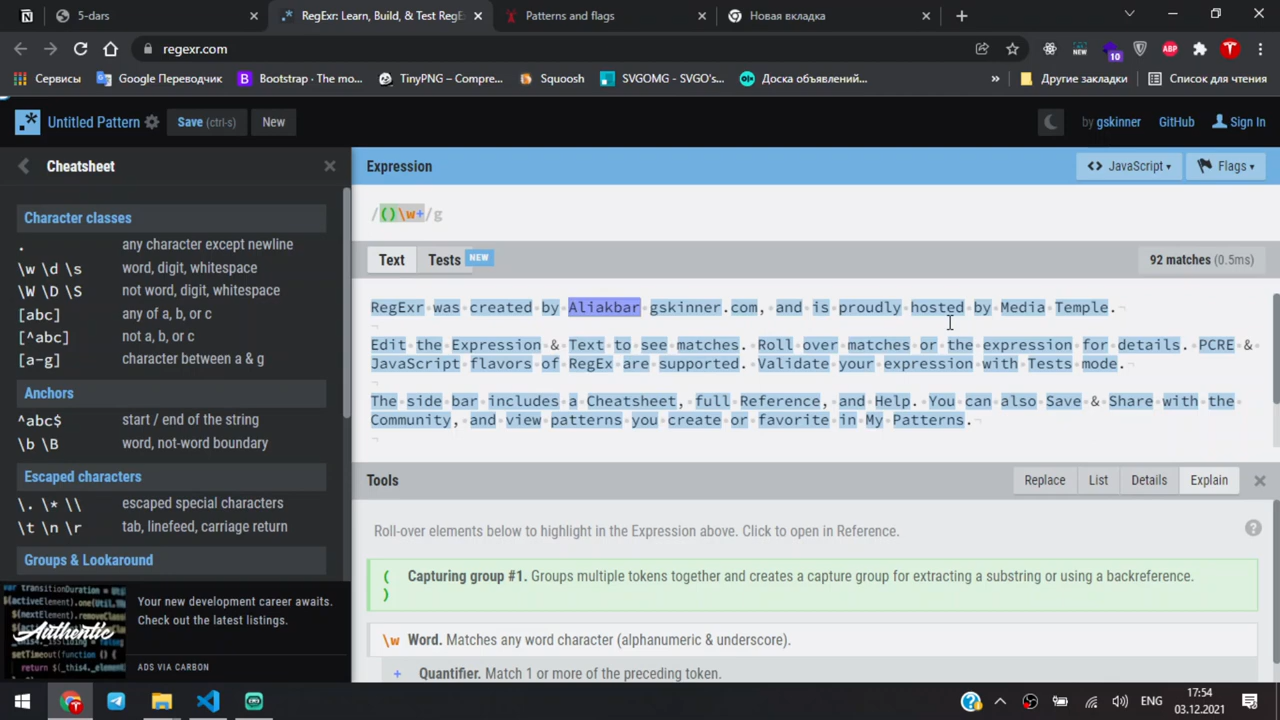 5-dars
RegExr: Learn, Build, & Test RegE
Patterns and flags
Новая вкладка
regexr.com
NEW
10
ABP
Сервисы
Google Переводчик
Bootstrap · The mo...
TinyPNG – Compre...
Squoosh
SVGOMG - SVGO's...
Доска объявлений...
»
Другие закладки
Список для чтения
Untitled Pattern
Save (ctrl-s)
New
by gskinner
GitHub
Sign In
Cheatsheet
Character classes
. any character except newline
\w \d \s word, digit, whitespace
\W \D \S not word, digit, whitespace
[abc] any of a, b, or c
[^abc] not a, b, or c
[a-g] character between a & g
Anchors
^abc$ start / end of the string
\b \B word, not-word boundary
Escaped characters
\. \* \\ escaped special characters
\t \n \r tab, linefeed, carriage return
Groups & Lookaround
Authentic
Your new development career awaits.
Check out the latest listings.
ADS VIA CARBON
Expression
<> JavaScript
Flags
/()\w+/g
Text
Tests
NEW
92 matches (0.5ms)
RegExr was created by Aliakbar gskinner.com, and is proudly hosted by Media Temple.
Edit the Expression & Text to see matches. Roll over matches or the expression for details. PCRE &
JavaScript flavors of RegEx are supported. Validate your expression with Tests mode.
The side bar includes a Cheatsheet, full Reference, and Help. You can also Save & Share with the
Community, and view patterns you create or favorite in My Patterns.
Tools
Replace
List
Details
Explain
Roll-over elements below to highlight in the Expression above. Click to open in Reference.
( Capturing group #1. Groups multiple tokens together and creates a capture group for extracting a substring or using a backreference.
)
\w Word. Matches any word character (alphanumeric & underscore).
+ Quantifier. Match 1 or more of the preceding token.
ENG
17:54
03.12.2021